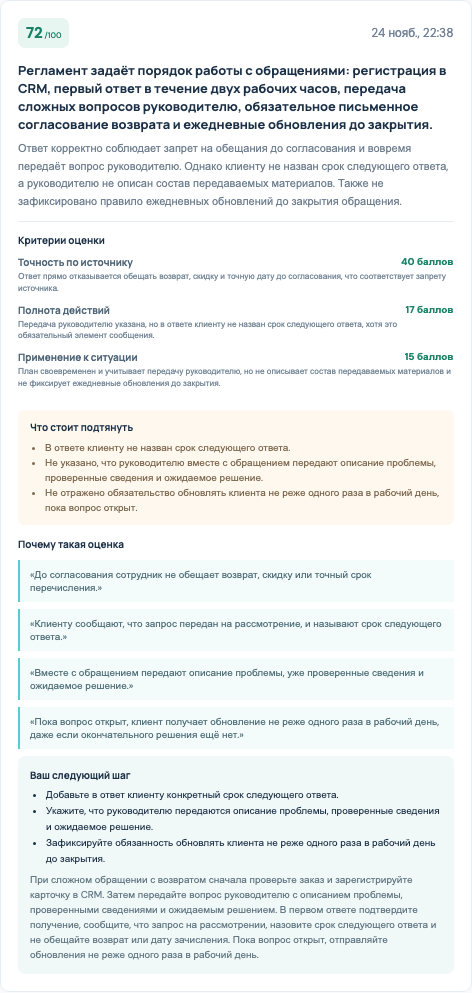 72 /100
24 нояб., 22:38
Регламент задаёт порядок работы с обращениями: регистрация в
CRM, первый ответ в течение двух рабочих часов, передача
сложных вопросов руководителю, обязательное письменное
согласование возврата и ежедневные обновления до закрытия.
Ответ корректно соблюдает запрет на обещания до согласования и вовремя
передаёт вопрос руководителю. Однако клиенту не назван срок следующего ответа,
а руководителю не описан состав передаваемых материалов. Также не
зафиксировано правило ежедневных обновлений до закрытия обращения.
Критерии оценки
Точность по источнику
40 баллов
Ответ прямо отказывается обещать возврат, скидку и точную дату до согласования, что соответствует запрету
источника.
Полнота действий
17 баллов
Передача руководителю указана, но в ответе клиенту не назван срок следующего ответа, хотя это
обязательный элемент сообщения.
Применение к ситуации
15 баллов
План своевременен и учитывает передачу руководителю, но не описывает состав передаваемых материалов и
не фиксирует ежедневные обновления до закрытия.
Что стоит подтянуть
• В ответе клиенту не назван срок следующего ответа.
• Не указано, что руководителю вместе с обращением передают описание проблемы,
проверенные сведения и ожидаемое решение.
• Не отражено обязательство обновлять клиента не реже одного раза в рабочий день,
пока вопрос открыт.
Почему такая оценка
«До согласования сотрудник не обещает возврат, скидку или точный срок
перечисления.»
«Клиенту сообщают, что запрос передан на рассмотрение, и называют срок следующего
ответа.»
«Вместе с обращением передают описание проблемы, уже проверенные сведения и
ожидаемое решение.»
«Пока вопрос открыт, клиент получает обновление не реже одного раза в рабочий день,
даже если окончательного решения ещё нет.»
Ваш следующий шаг
• Добавьте в ответ клиенту конкретный срок следующего ответа.
• Укажите, что руководителю передаются описание проблемы, проверенные сведения
и ожидаемое решение.
• Зафиксируйте обязанность обновлять клиента не реже одного раза в рабочий день
до закрытия.
При сложном обращении с возвратом сначала проверьте заказ и зарегистрируйте
карточку в CRM. Затем передайте вопрос руководителю с описанием проблемы,
проверенными сведениями и ожидаемым решением. В первом ответе подтвердите
получение, сообщите, что запрос на рассмотрении, назовите срок следующего ответа и
не обещайте возврат или дату зачисления. Пока вопрос открыт, отправляйте
обновления не реже одного раза в рабочий день.